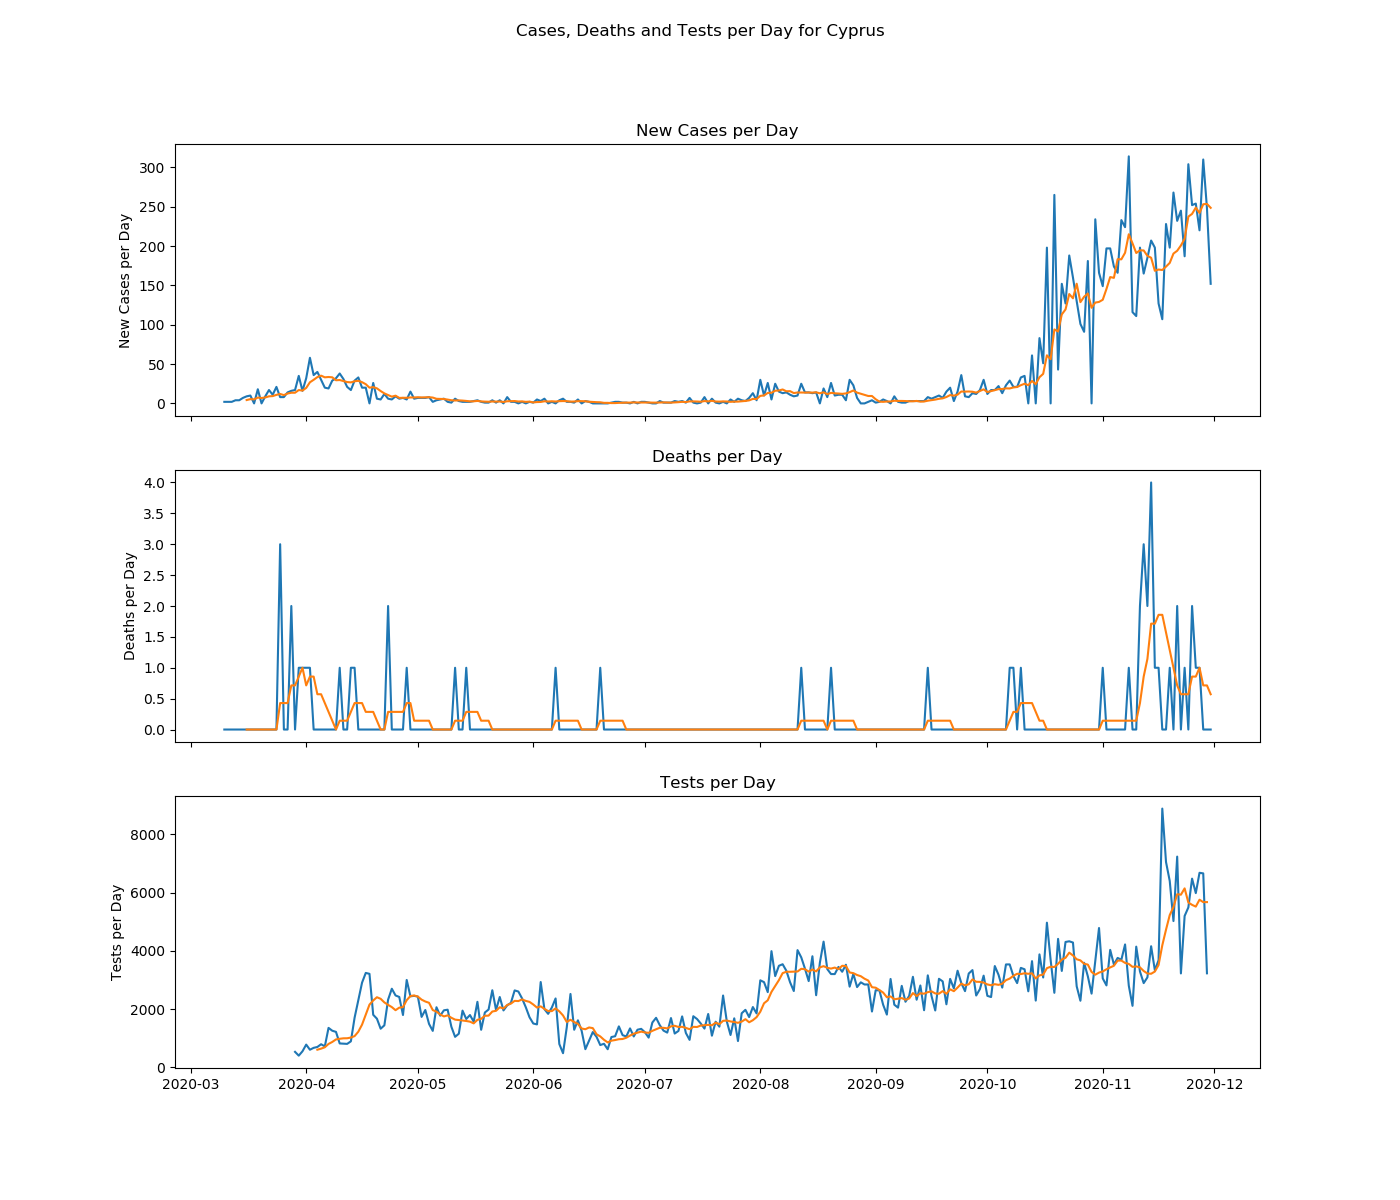 Cases, Deaths and Tests per Day for Cyprus
New Cases per Day
New Cases per Day
300
250
200
150
100
50
0
Deaths per Day
Deaths per Day
4.0
3.5
3.0
2.5
2.0
1.5
1.0
0.5
0.0
Tests per Day
Tests per Day
8000
6000
4000
2000
0
2020-03 2020-04 2020-05 2020-06 2020-07 2020-08 2020-09 2020-10 2020-11 2020-12